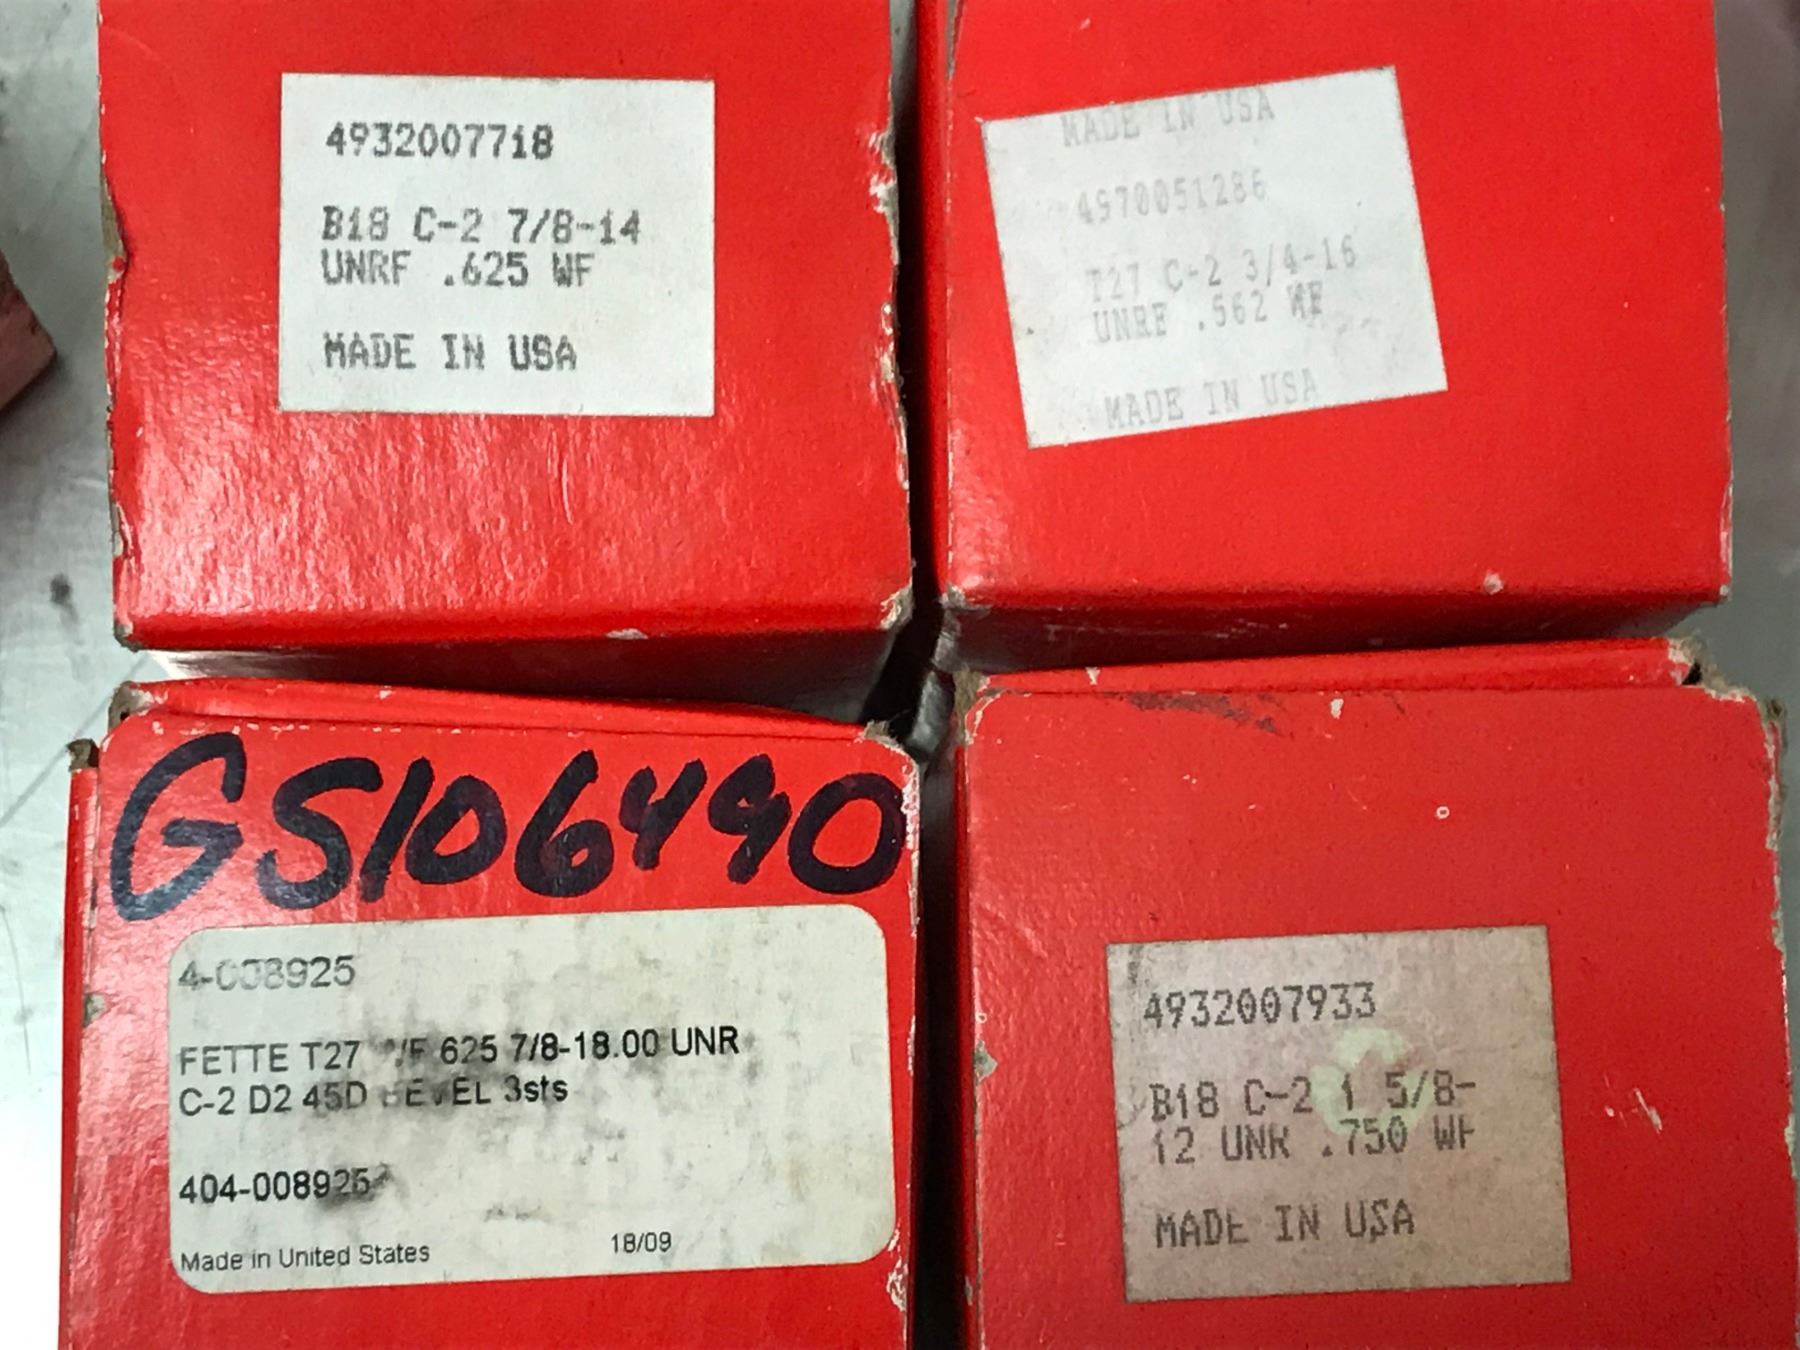 4932007718
B18 C-2 7/8-14
UNRF .625 WF
MADE IN USA
MADE IN USA
4970051286
T27 C-2 3/4-16
UNRF .562 WF
MADE IN USA
GS106490
4-008925
FETTE T27 625 7/8-18.00 UNR
C-2 D2 45D BEVEL 3sts
404-008925
Made in United States 18/09
4932007933
B18 C-2 1 5/8-
12 UNR .750 WF
MADE IN USA